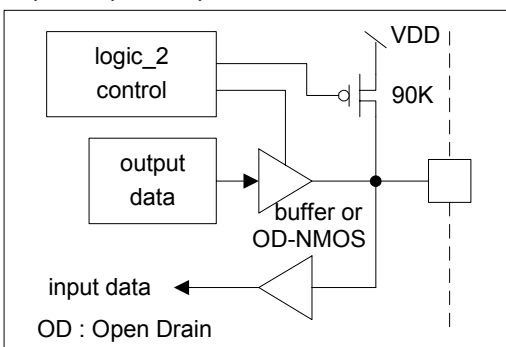 VDD
logic_2
control
90K
output
data
buffer or
OD-NMOS
input data
OD : Open Drain